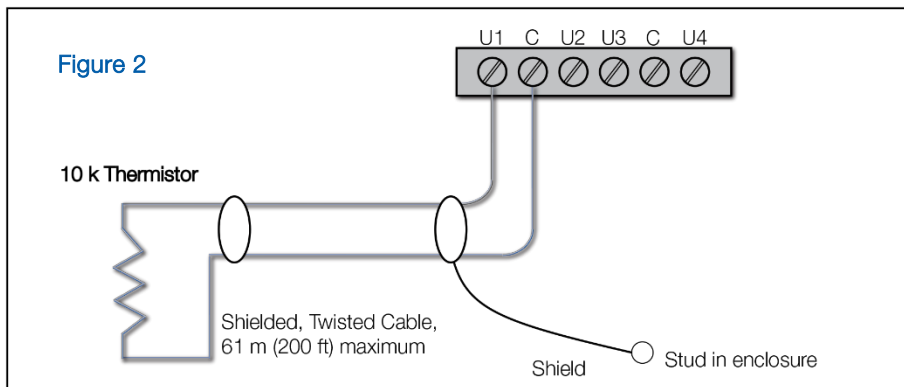 U1 C U2 U3 C U4
Figure 2
10 k Thermistor
Shielded, Twisted Cable,
61 m (200 ft) maximum
Shield
Stud in enclosure